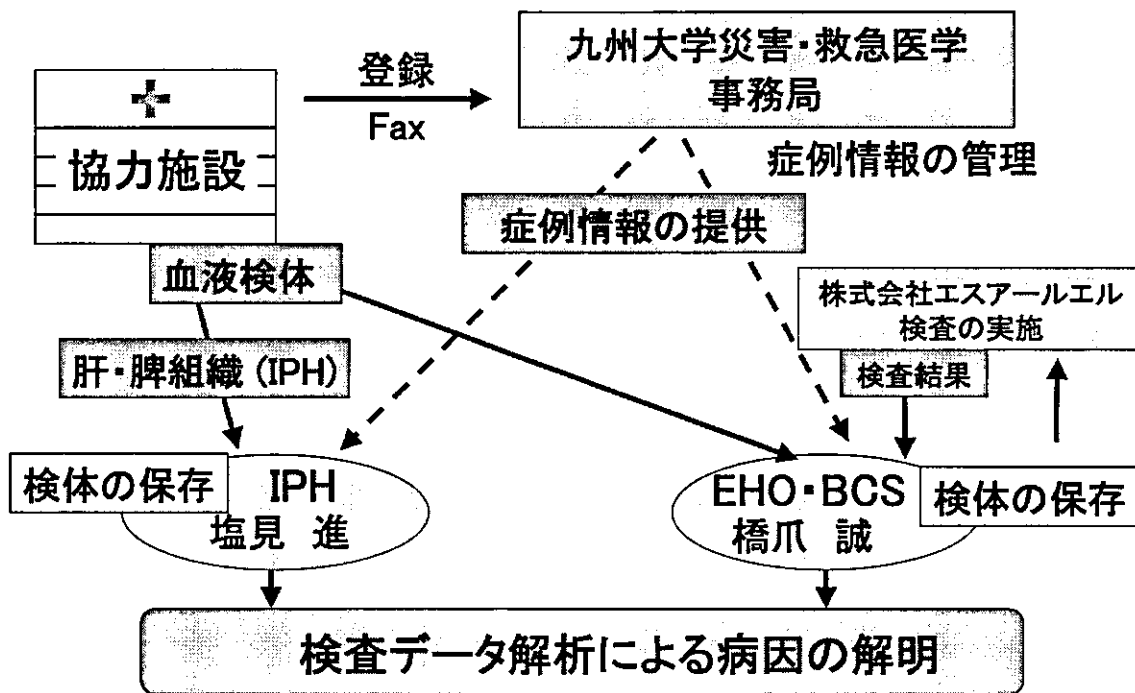 九州大学災害・救急医学
事務局
登録
Fax
協力施設
症例情報の管理
症例情報の提供
血液検体
株式会社エスアールエル
検査の実施
肝・脾組織(IPH)
検査結果
検体の保存
IPH
塩見 進
EHO・BCS
橋爪 誠
検体の保存
検査データ解析による病因の解明